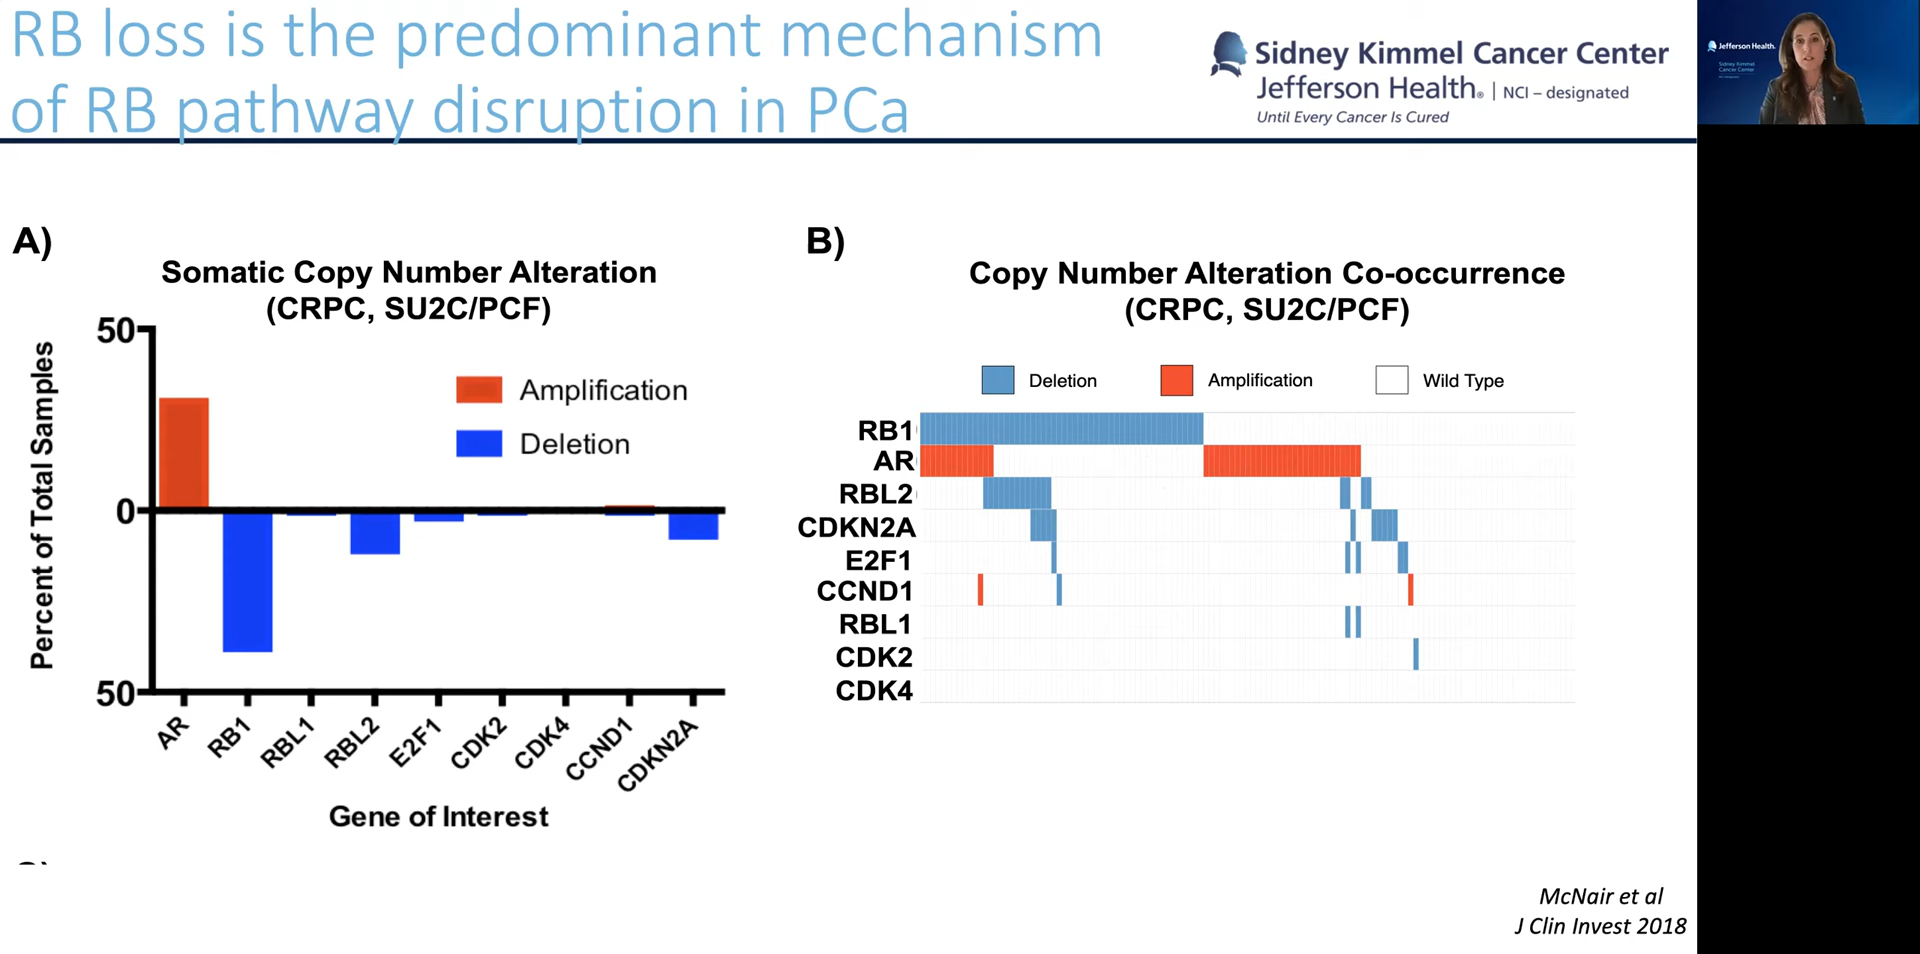 RB loss is the predominant mechanism
of RB pathway disruption in PCa
Sidney Kimmel Cancer Center
Jefferson Health® | NCI – designated
Until Every Cancer Is Cured
Jefferson Health.
Sidney Kimmel
Cancer Center
A)
Somatic Copy Number Alteration
(CRPC, SU2C/PCF)
Percent of Total Samples
50
0
50
Amplification
Deletion
AR
RB1
RBL1
RBL2
E2F1
CDK2
CDK4
CCND1
CDKN2A
Gene of Interest
B)
Copy Number Alteration Co-occurrence
(CRPC, SU2C/PCF)
Deletion
Amplification
Wild Type
RB1
AR
RBL2
CDKN2A
E2F1
CCND1
RBL1
CDK2
CDK4
McNair et al
J Clin Invest 2018